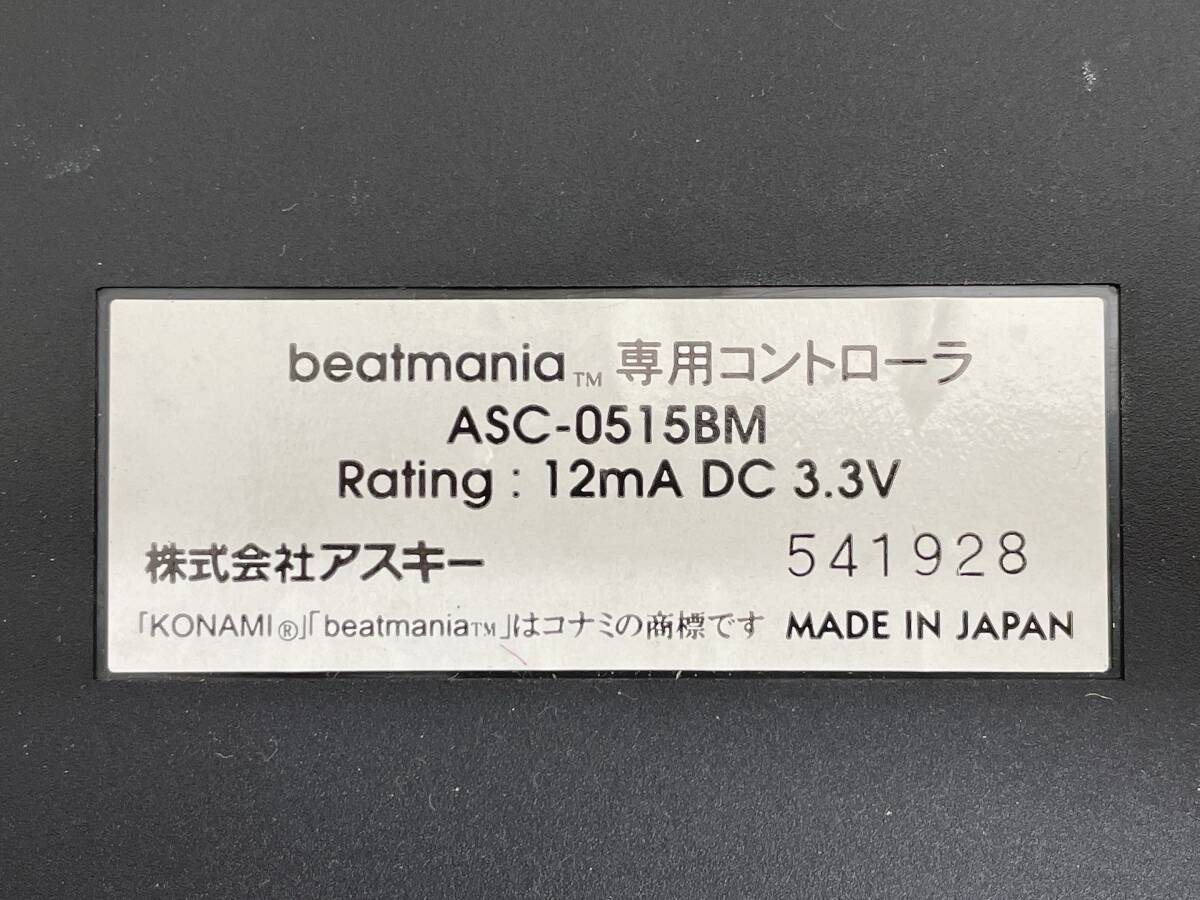 beatmania™ 専用コントローラ
ASC-0515BM
Rating : 12mA DC 3.3V
株式会社アスキー 541928
「KONAMI®」「beatmania™」はコナミの商標です MADE IN JAPAN